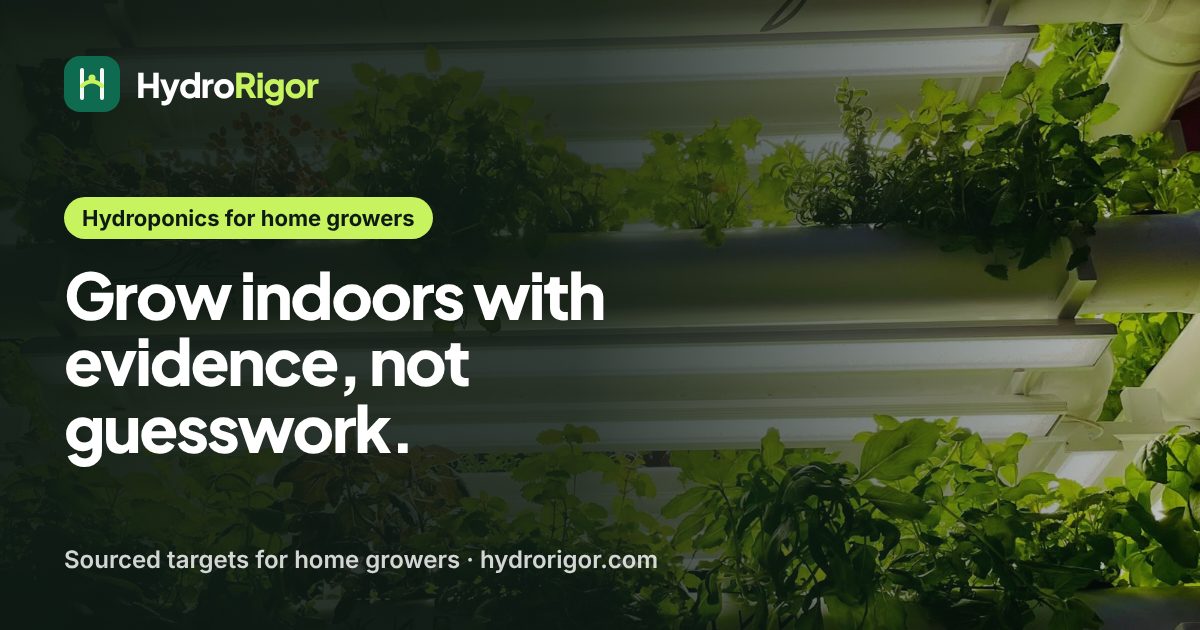 HydroRigor
Hydroponics for home growers
Grow indoors with
evidence, not
guesswork.
Sourced targets for home growers · hydrorigor.com